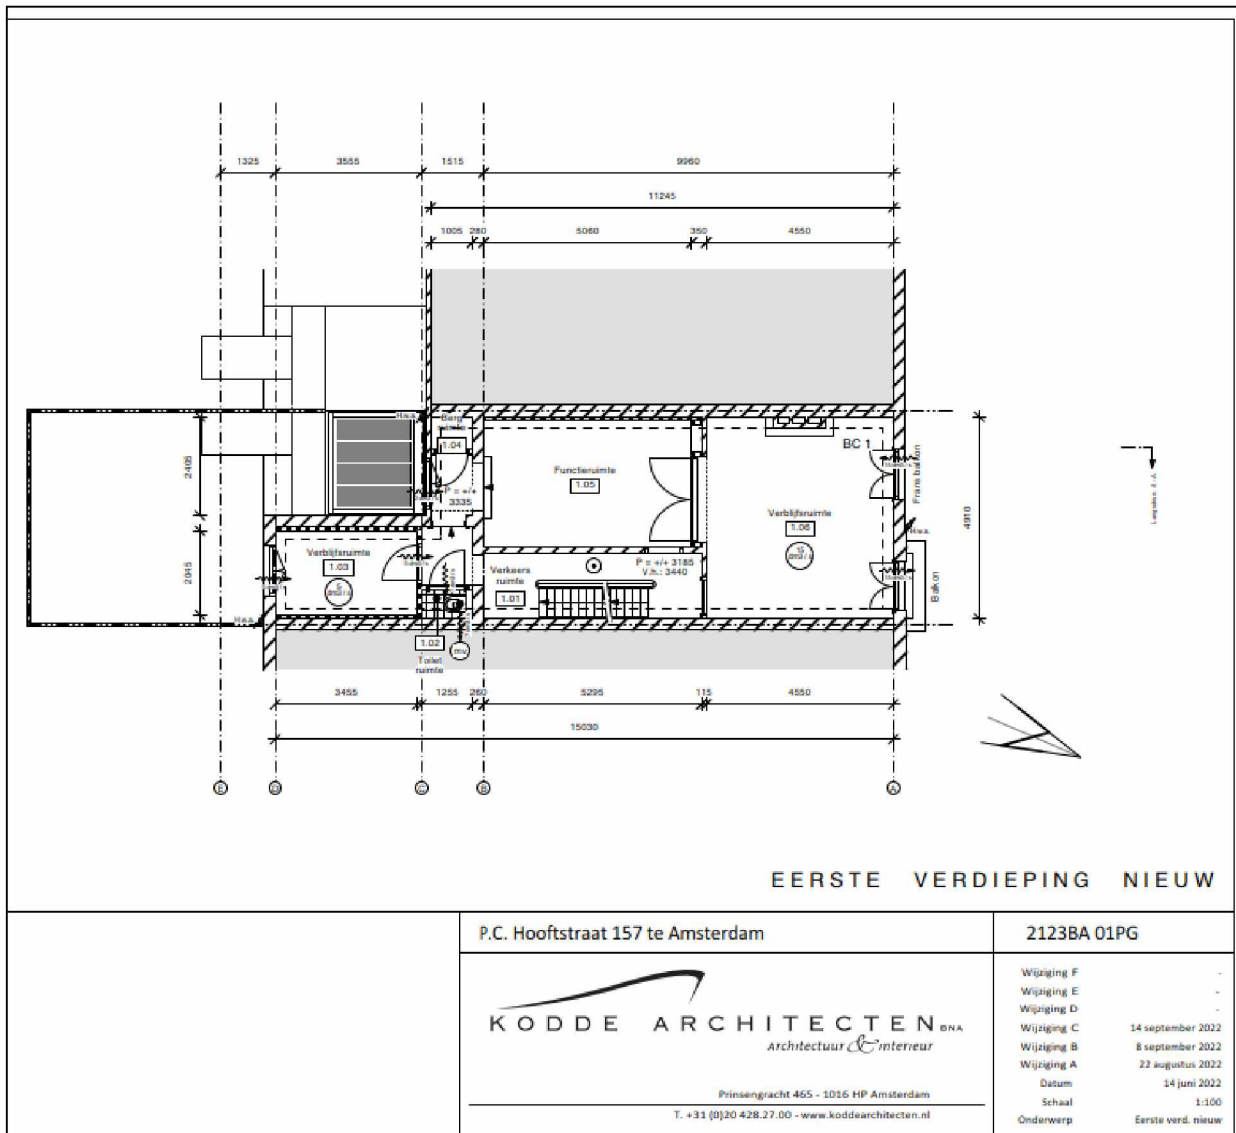 1325 3555 1515 9960
11245
1005 280 5060 350 4550
H.w.a.
Berg
ruimte
1.04
BC 1
Frans balkon
2405
P = +/+
3335
Functieruimte
1.05
4910
Verblijfsruimte
1.06
15
dm3/s
H.w.a.
Verblijfsruimte
1.03
2045
Verkeers
ruimte
1.01
P = +/+ 3185
V.h.: 3440
Balkon
H.w.a.
1.02
Toilet
ruimte
mv
3455 1255 260 5295 115 4550
15030
E D C B A
EERSTE VERDIEPING NIEUW
P.C. Hooftstraat 157 te Amsterdam
2123BA 01PG
KODDE ARCHITECTEN BNA
Architectuur & interieur
Prinsengracht 465 - 1016 HP Amsterdam
T. +31 (0)20 428.27.00 - www.koddearchitecten.nl
Wijziging F -
Wijziging E -
Wijziging D -
Wijziging C 14 september 2022
Wijziging B 8 september 2022
Wijziging A 22 augustus 2022
Datum 14 juni 2022
Schaal 1:100
Onderwerp Eerste verd. nieuw